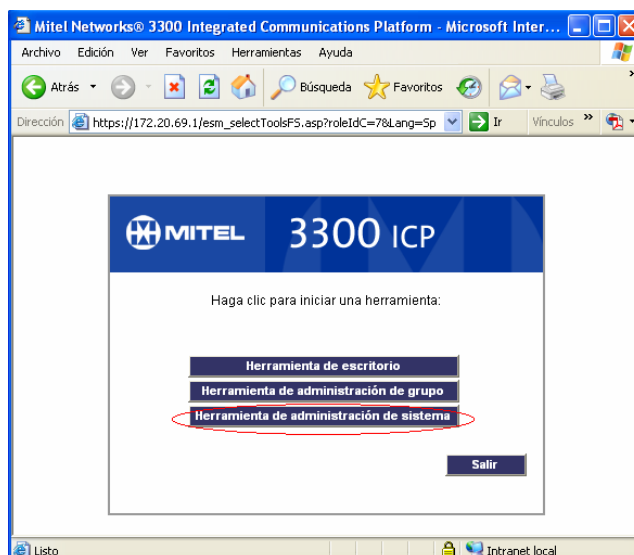 Mitel Networks® 3300 Integrated Communications Platform - Microsoft Inter...
Archivo Edición Ver Favoritos Herramientas Ayuda
Atrás Búsqueda Favoritos
Dirección https://172.20.69.1/esm_selectToolsFS.asp?roleIdC=7&Lang=Sp Ir Vínculos »
MITEL 3300 ICP
Haga clic para iniciar una herramienta:
Herramienta de escritorio
Herramienta de administración de grupo
Herramienta de administración de sistema
Salir
Listo Intranet local